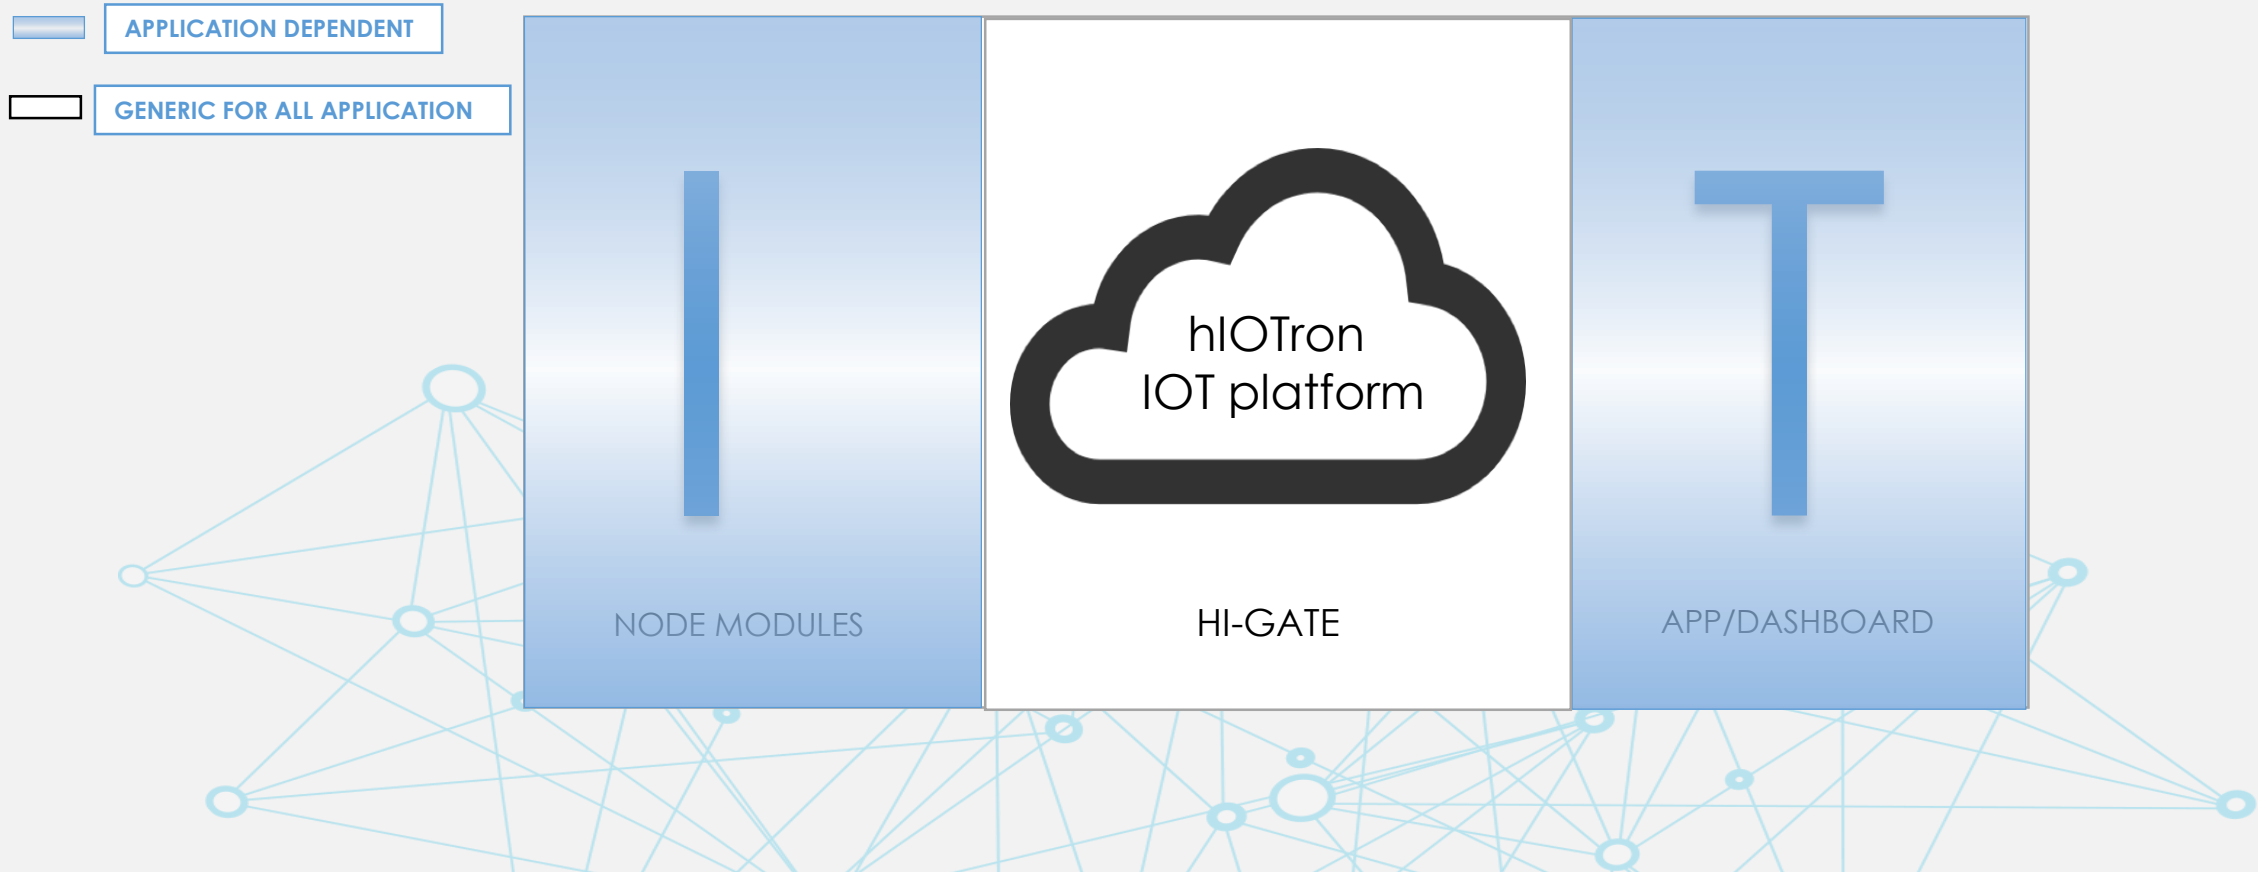 APPLICATION DEPENDENT
GENERIC FOR ALL APPLICATION
I
T
hIOTron
IOT platform
NODE MODULES
HI-GATE
APP/DASHBOARD